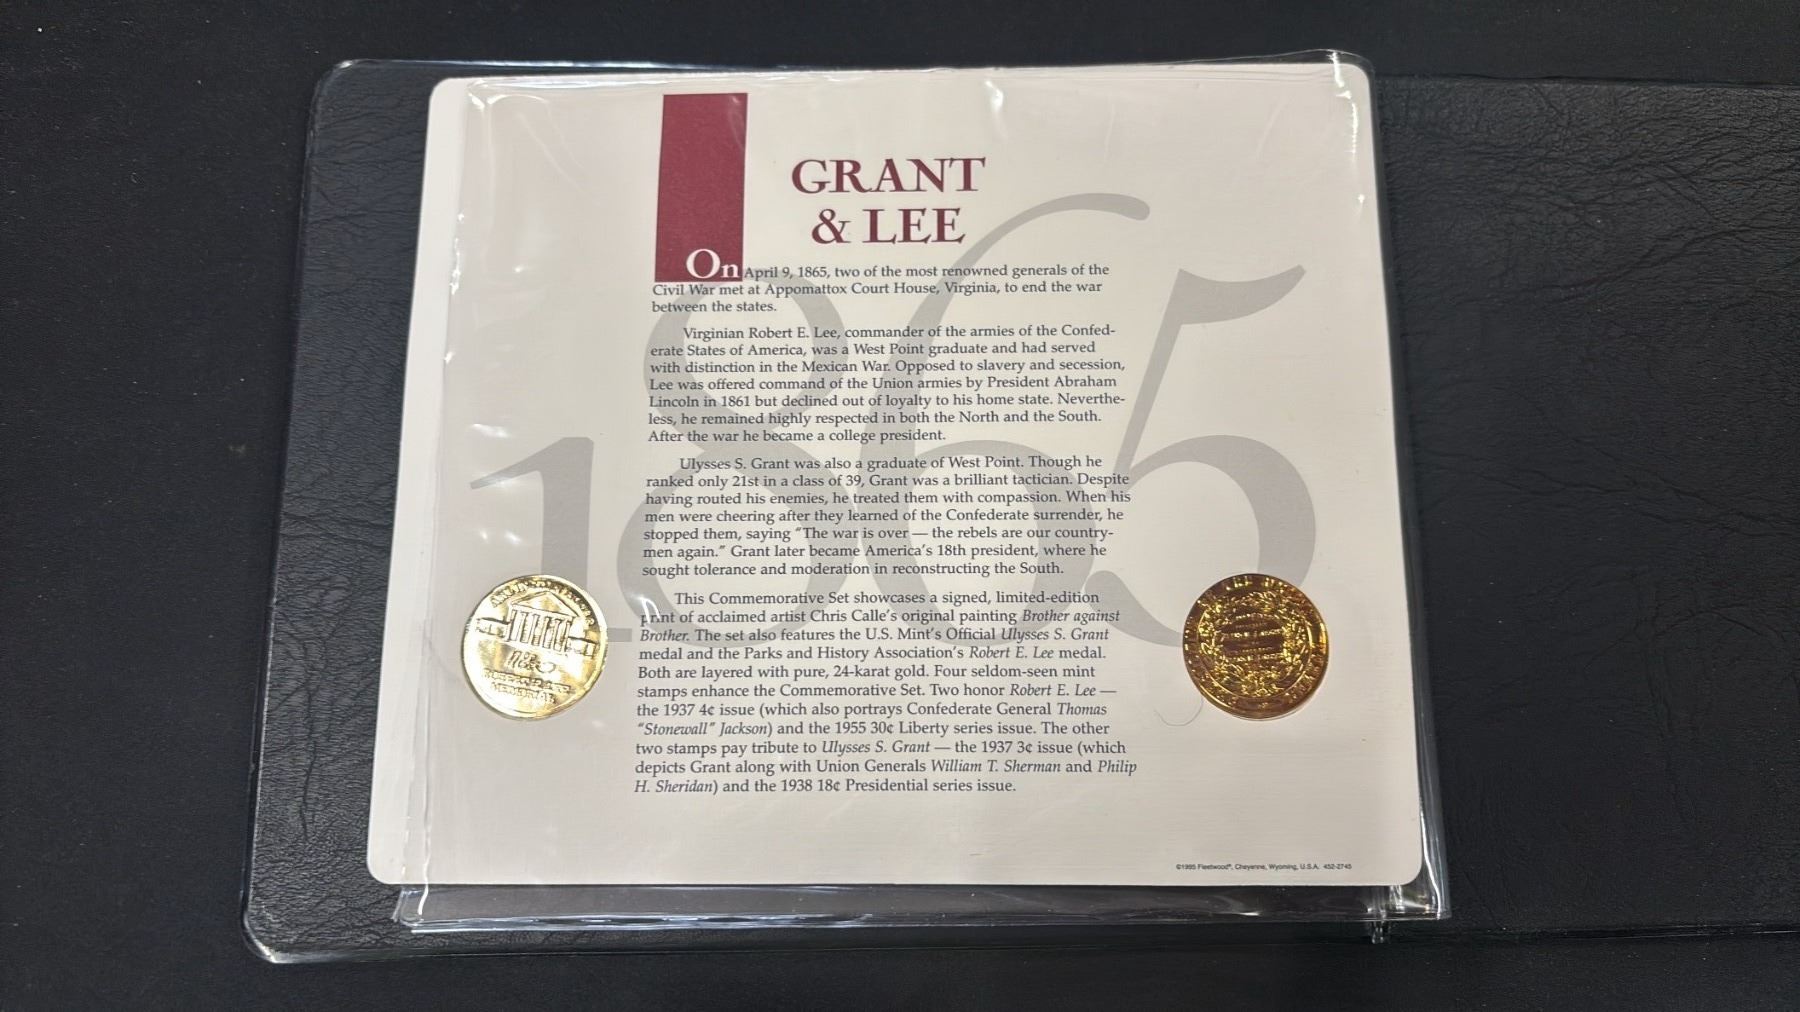 GRANT
& LEE
On April 9, 1865, two of the most renowned generals of the
Civil War met at Appomattox Court House, Virginia, to end the war
between the states.
Virginian Robert E. Lee, commander of the armies of the Confed-
erate States of America, was a West Point graduate and had served
with distinction in the Mexican War. Opposed to slavery and secession,
Lee was offered command of the Union armies by President Abraham
Lincoln in 1861 but declined out of loyalty to his home state. Neverthe-
less, he remained highly respected in both the North and the South.
After the war he became a college president.
Ulysses S. Grant was also a graduate of West Point. Though he
ranked only 21st in a class of 39, Grant was a brilliant tactician. Despite
having routed his enemies, he treated them with compassion. When his
men were cheering after they learned of the Confederate surrender, he
stopped them, saying “The war is over — the rebels are our country-
men again.” Grant later became America's 18th president, where he
sought tolerance and moderation in reconstructing the South.
This Commemorative Set showcases a signed, limited-edition
print of acclaimed artist Chris Calle's original painting Brother against
Brother. The set also features the U.S. Mint's Official Ulysses S. Grant
medal and the Parks and History Association's Robert E. Lee medal.
Both are layered with pure, 24-karat gold. Four seldom-seen mint
stamps enhance the Commemorative Set. Two honor Robert E. Lee —
the 1937 4¢ issue (which also portrays Confederate General Thomas
“Stonewall” Jackson) and the 1955 30¢ Liberty series issue. The other
two stamps pay tribute to Ulysses S. Grant — the 1937 3¢ issue (which
depicts Grant along with Union Generals William T. Sherman and Philip
H. Sheridan) and the 1938 18¢ Presidential series issue.
1865
ROBERT E. LEE
MEMORIAL
©1995 Fleetwood®, Cheyenne, Wyoming, U.S.A. 452-2745